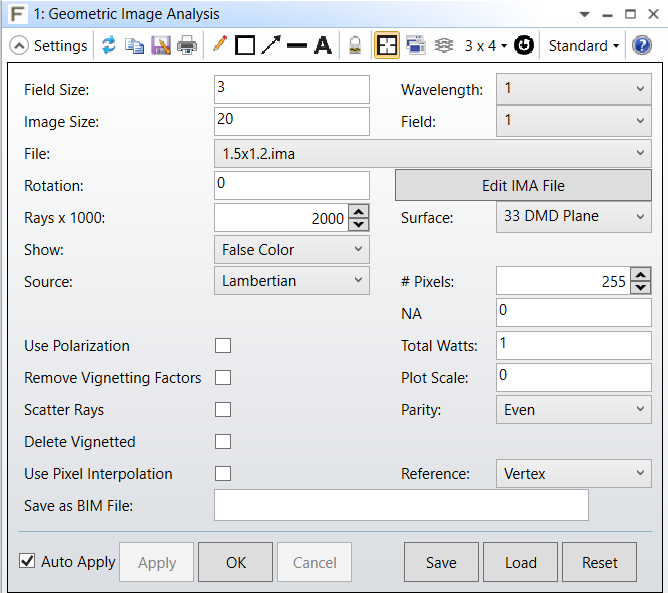 F 1: Geometric Image Analysis
Settings A 3 x 4 Standard ?
Field Size: 3 Wavelength: 1
Image Size: 20 Field: 1
File: 1.5x1.2.ima
Rotation: 0 Edit IMA File
Rays x 1000: 2000 Surface: 33 DMD Plane
Show: False Color
Source: Lambertian # Pixels: 255
NA 0
Use Polarization Total Watts: 1
Remove Vignetting Factors Plot Scale: 0
Scatter Rays Parity: Even
Delete Vignetted
Use Pixel Interpolation Reference: Vertex
Save as BIM File:
Auto Apply Apply OK Cancel Save Load Reset